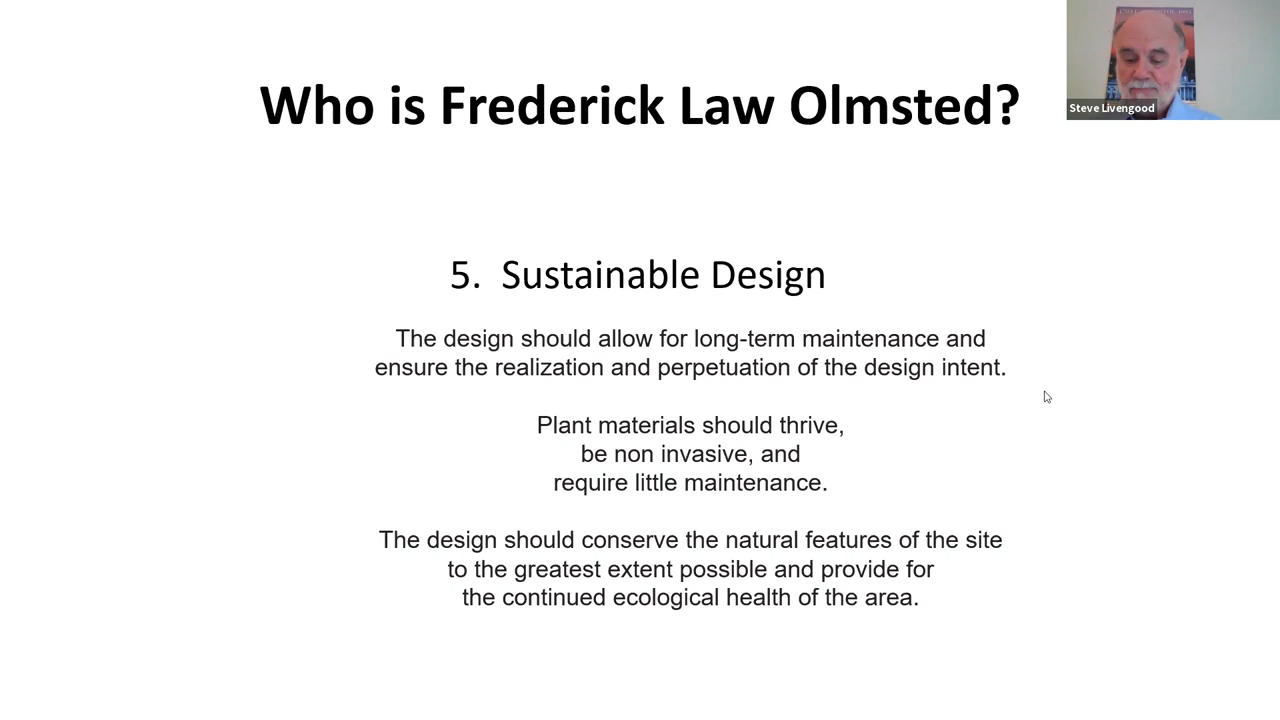 Who is Frederick Law Olmsted?
Steve Livengood
5. Sustainable Design
The design should allow for long-term maintenance and
ensure the realization and perpetuation of the design intent.
Plant materials should thrive,
be non invasive, and
require little maintenance.
The design should conserve the natural features of the site
to the greatest extent possible and provide for
the continued ecological health of the area.